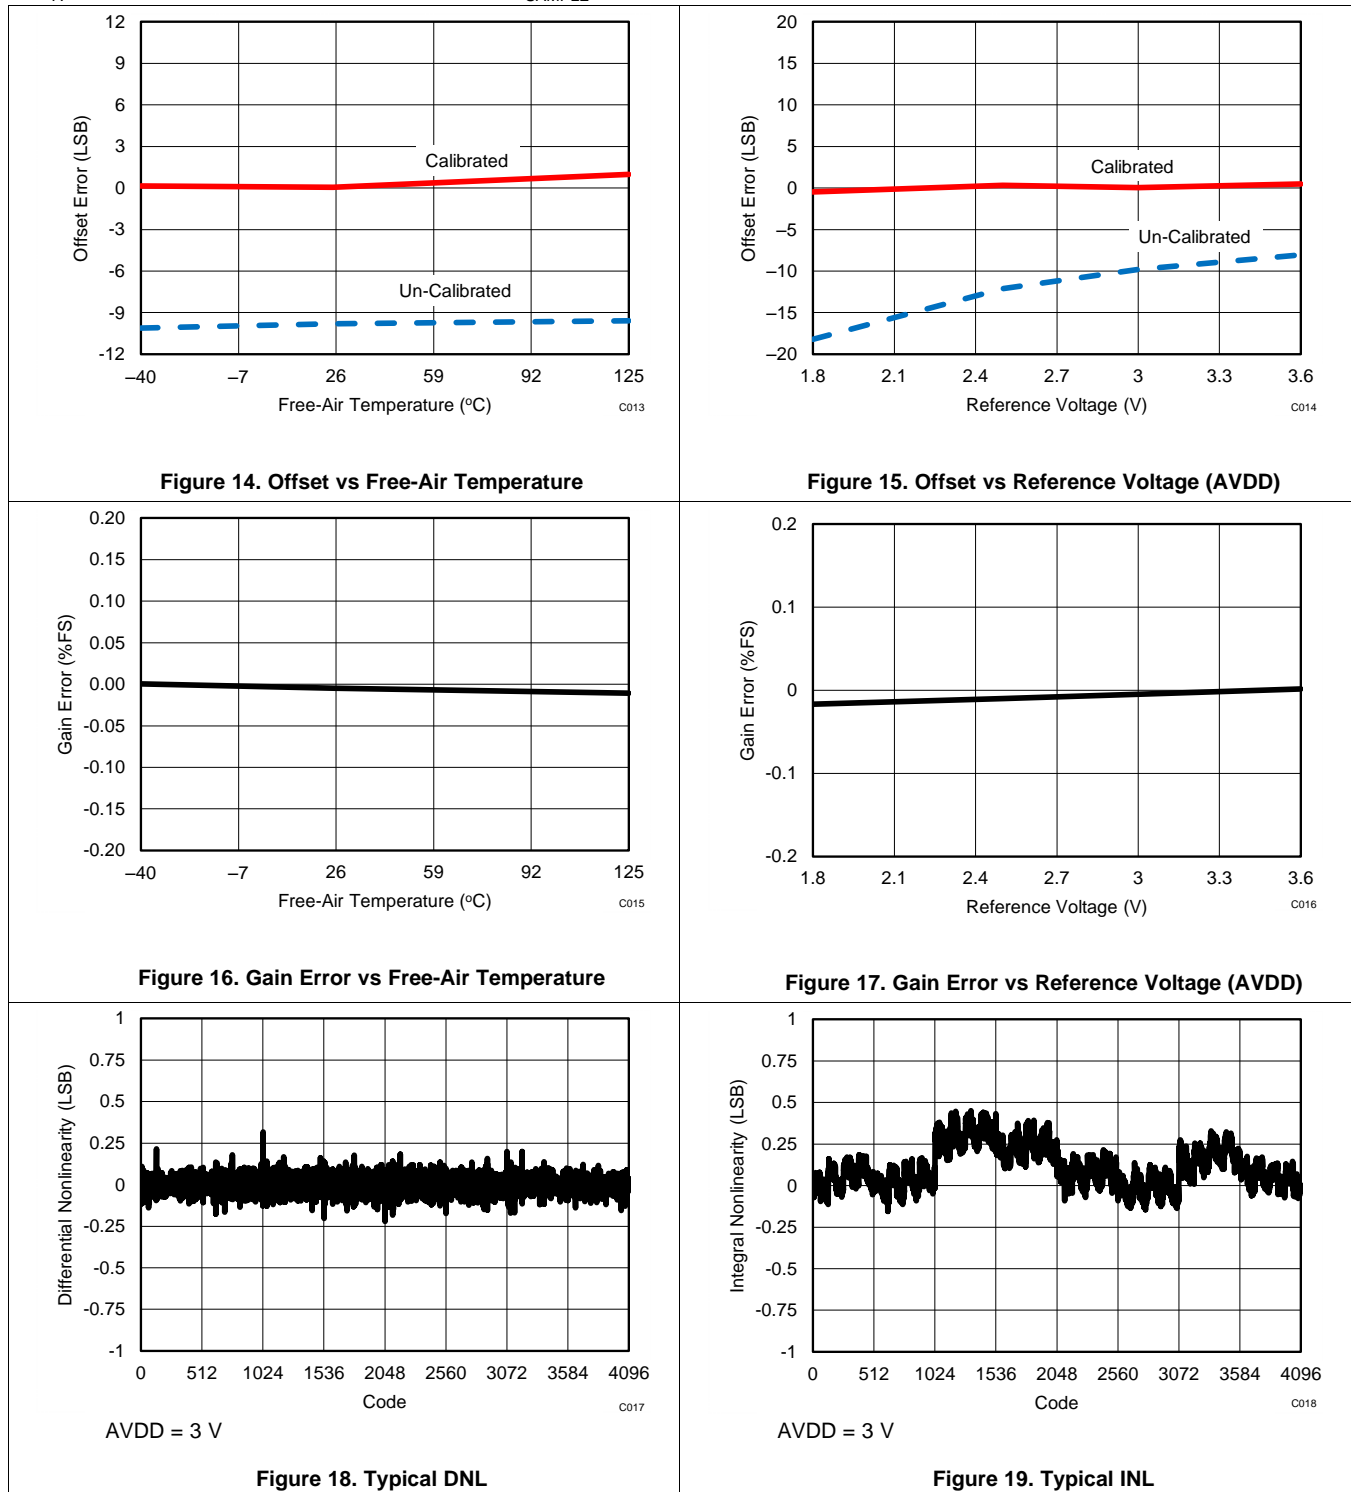 12
9
6
3
0
-3
-6
-9
-12
Offset Error (LSB)
Calibrated
Un-Calibrated
–40 –7 26 59 92 125
Free-Air Temperature (ºC)
C013
Figure 14. Offset vs Free-Air Temperature
20
15
10
5
0
–5
–10
–15
–20
Offset Error (LSB)
Calibrated
Un-Calibrated
1.8 2.1 2.4 2.7 3 3.3 3.6
Reference Voltage (V)
C014
Figure 15. Offset vs Reference Voltage (AVDD)
0.20
0.15
0.10
0.05
0.00
-0.05
-0.10
-0.15
-0.20
Gain Error (%FS)
–40 –7 26 59 92 125
Free-Air Temperature (ºC)
C015
Figure 16. Gain Error vs Free-Air Temperature
0.2
0.1
0
-0.1
-0.2
Gain Error (%FS)
1.8 2.1 2.4 2.7 3 3.3 3.6
Reference Voltage (V)
C016
Figure 17. Gain Error vs Reference Voltage (AVDD)
1
0.75
0.5
0.25
0
-0.25
-0.5
-0.75
-1
Differential Nonlinearity (LSB)
0 512 1024 1536 2048 2560 3072 3584 4096
Code
C017
AVDD = 3 V
Figure 18. Typical DNL
1
0.75
0.5
0.25
0
-0.25
-0.5
-0.75
-1
Integral Nonlinearity (LSB)
0 512 1024 1536 2048 2560 3072 3584 4096
Code
C018
AVDD = 3 V
Figure 19. Typical INL